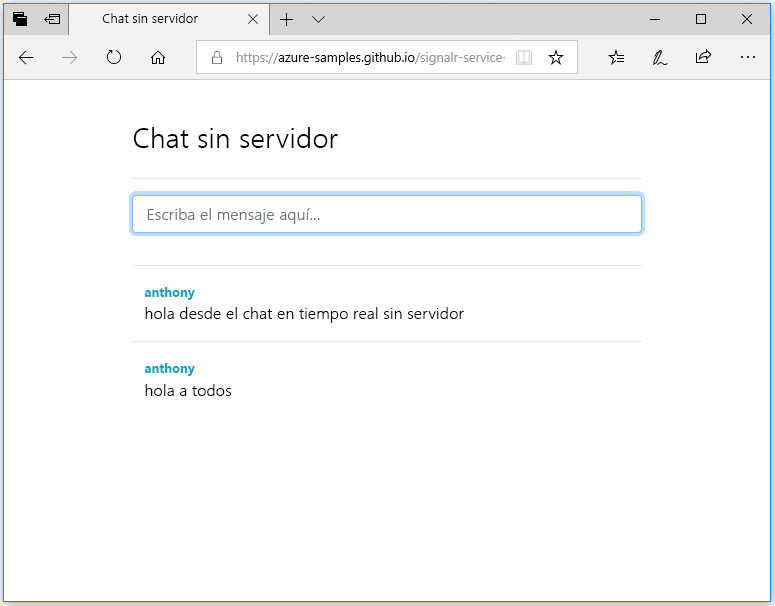 Chat sin servidor
https://azure-samples.github.io/signalr-service-
Chat sin servidor
Escriba el mensaje aquí...
anthony
hola desde el chat en tiempo real sin servidor
anthony
hola a todos